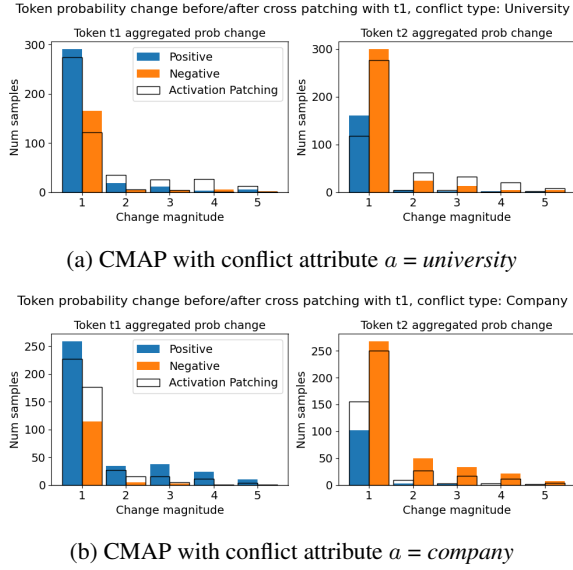 Token probability change before/after cross patching with t1, conflict type: University
Token t1 aggregated prob change
Token t2 aggregated prob change
Num samples
300
200
100
0
Positive
Negative
Activation Patching
1 2 3 4 5
Change magnitude
Num samples
300
200
100
0
1 2 3 4 5
Change magnitude
(a) CMAP with conflict attribute a = university
Token probability change before/after cross patching with t1, conflict type: Company
Token t1 aggregated prob change
Token t2 aggregated prob change
Num samples
250
200
150
100
50
0
Positive
Negative
Activation Patching
1 2 3 4 5
Change magnitude
Num samples
250
200
150
100
50
0
1 2 3 4 5
Change magnitude
(b) CMAP with conflict attribute a = company